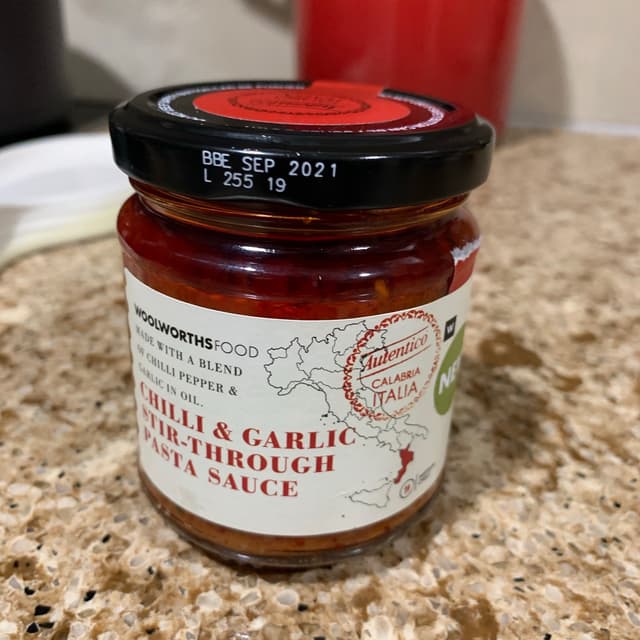 BBE SEP 2021
L 255 19
WOOLWORTHSFOOD
MADE WITH A BLEND
OF CHILLI PEPPER &
GARLIC IN OIL.
CHILLI & GARLIC
STIR-THROUGH
PASTA SAUCE
Autentico
CALABRIA
ITALIA
W
NE